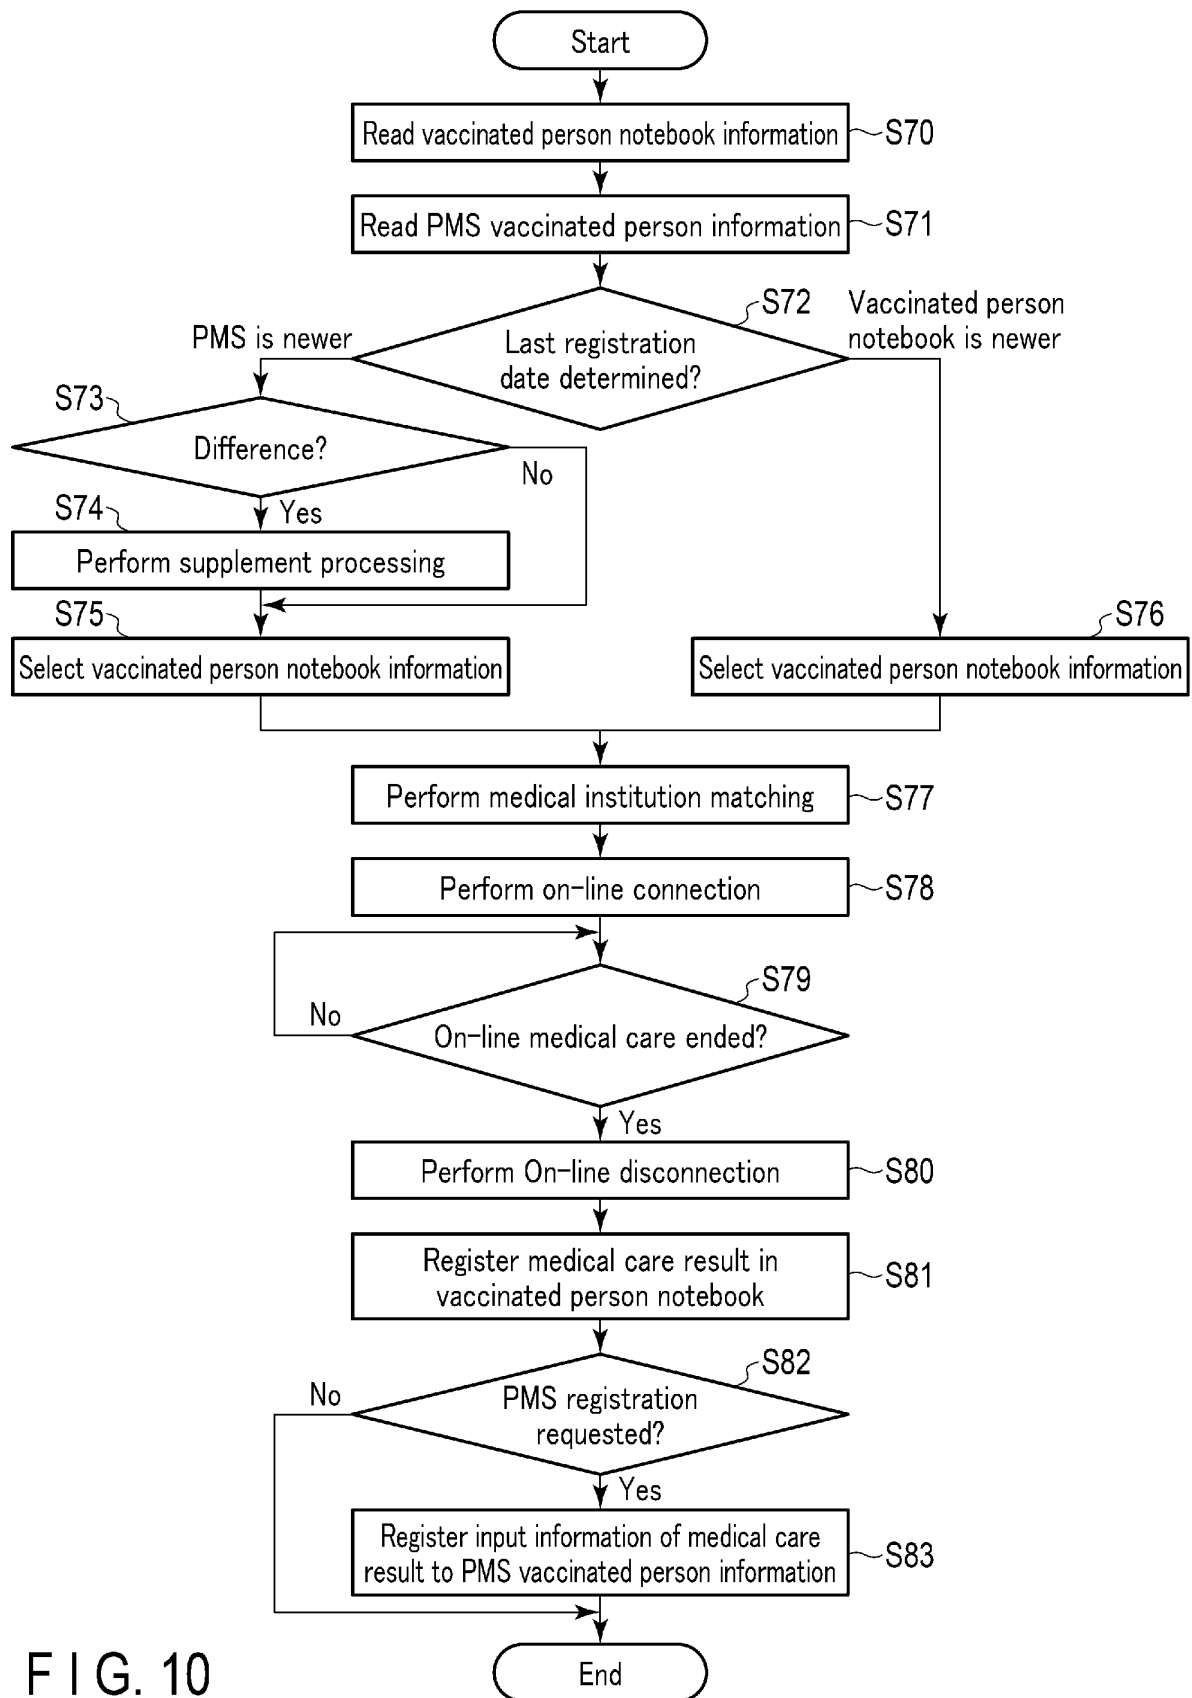 Start
Read vaccinated person notebook information
S70
Read PMS vaccinated person information
S71
S72
Last registration
date determined?
PMS is newer
Vaccinated person
notebook is newer
S73
Difference?
No
Yes
S74
Perform supplement processing
S75
Select vaccinated person notebook information
S76
Select vaccinated person notebook information
Perform medical institution matching
S77
Perform on-line connection
S78
S79
On-line medical care ended?
No
Yes
Perform On-line disconnection
S80
Register medical care result in
vaccinated person notebook
S81
S82
PMS registration
requested?
No
Yes
Register input information of medical care
result to PMS vaccinated person information
S83
End
FIG. 10